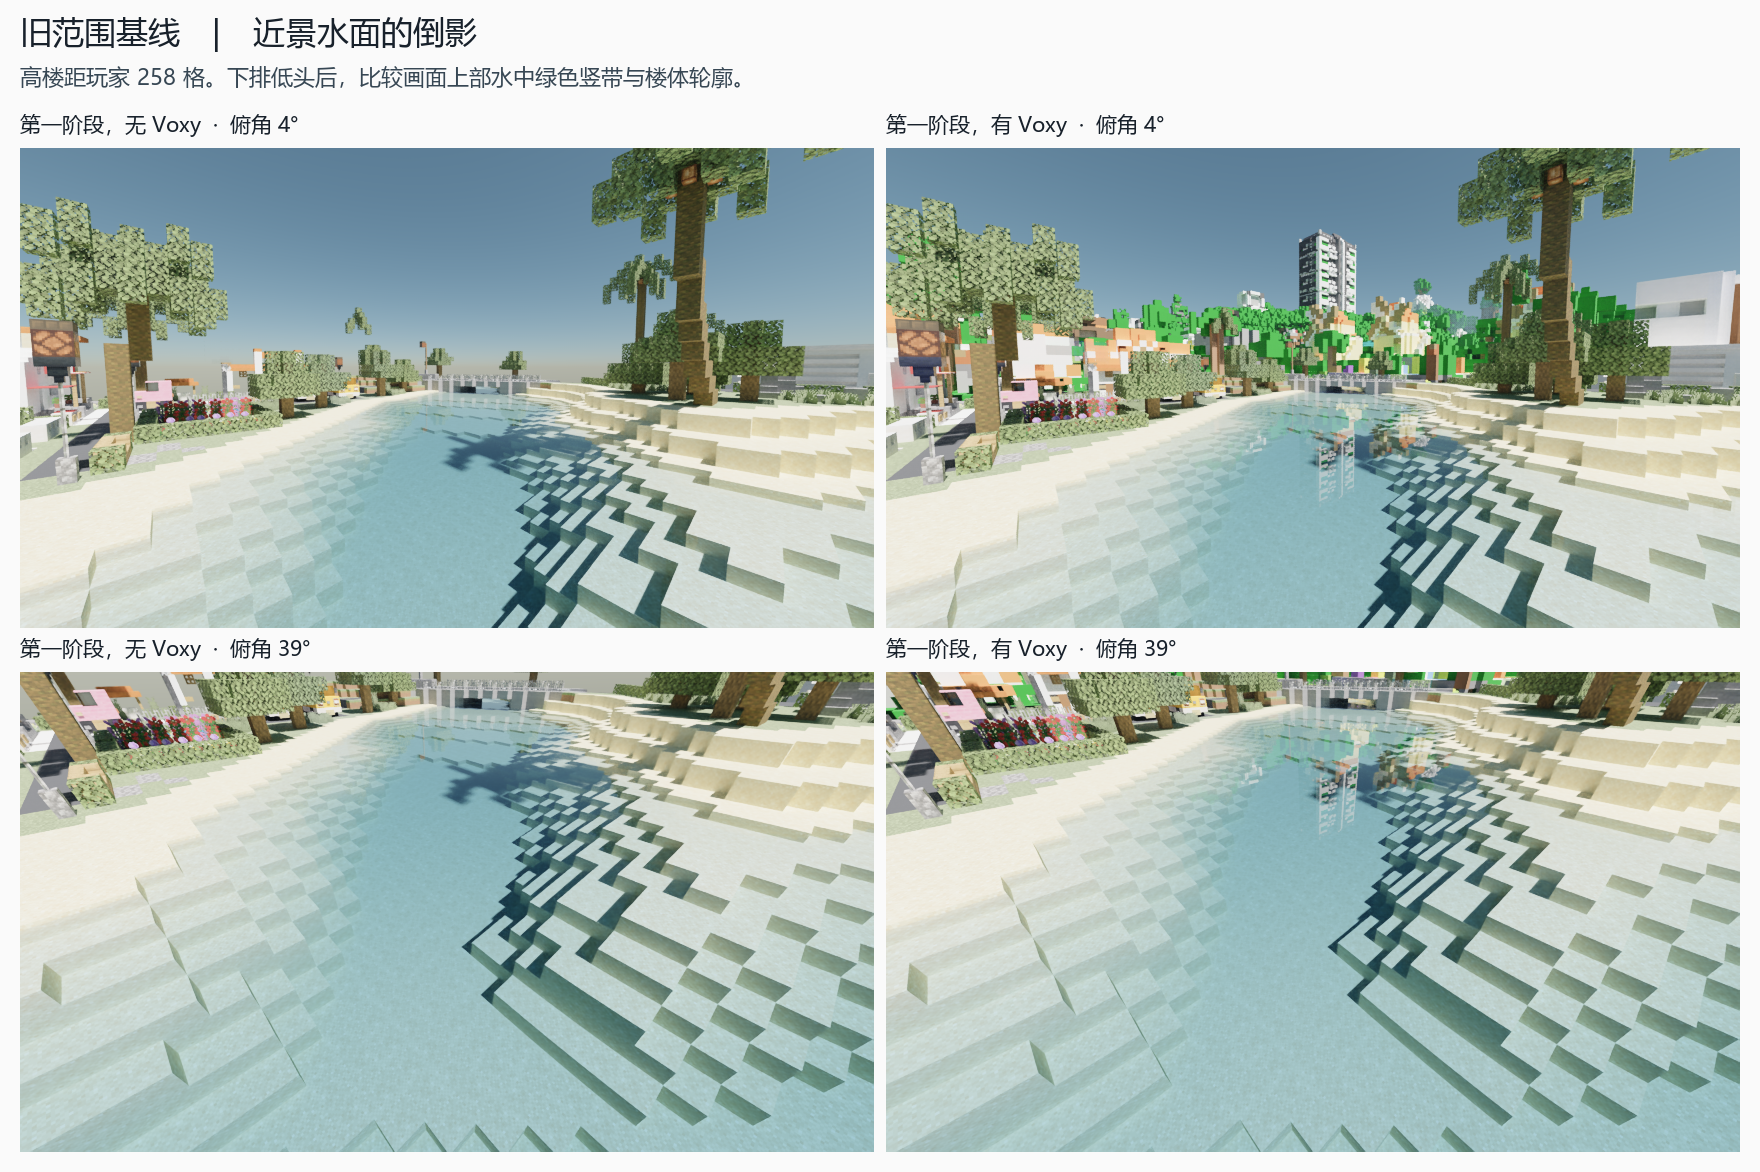 旧范围基线 | 近景水面的倒影
高楼距玩家 258 格。下排低头后，比较画面上部水中绿色竖带与楼体轮廓。
第一阶段，无 Voxy · 俯角 4°
第一阶段，有 Voxy · 俯角 4°
第一阶段，无 Voxy · 俯角 39°
第一阶段，有 Voxy · 俯角 39°